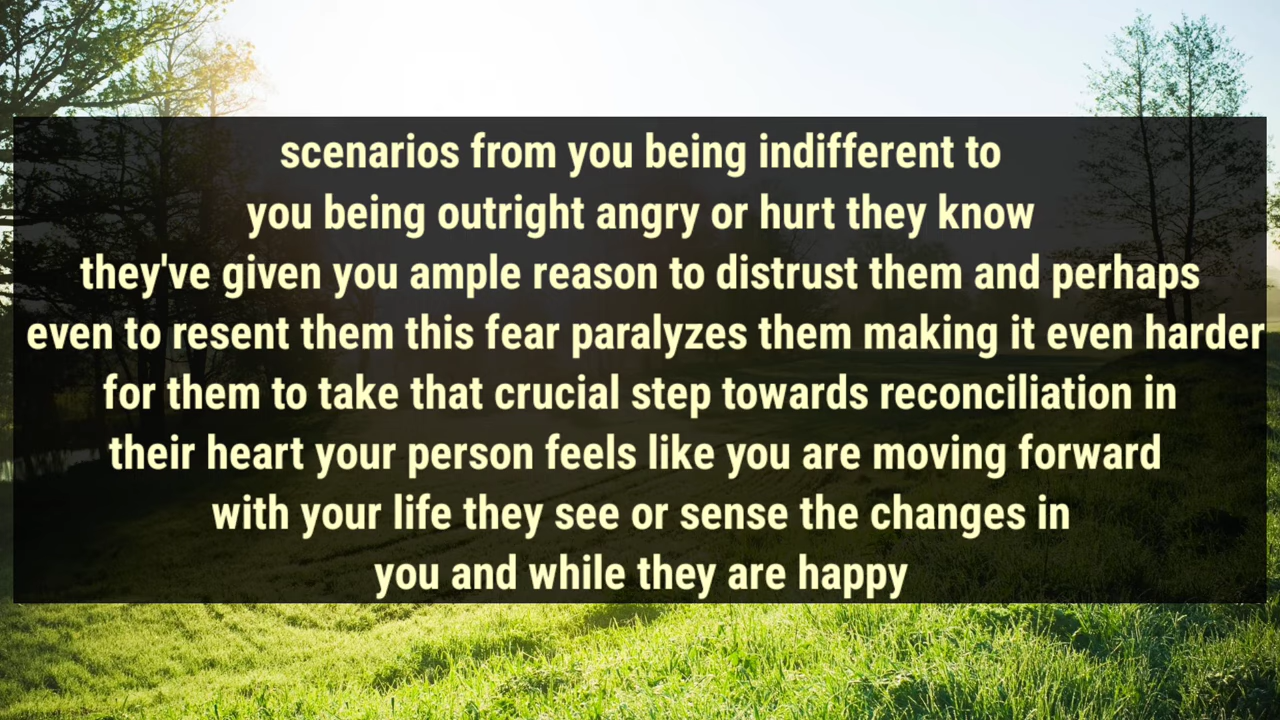 scenarios from you being indifferent to
you being outright angry or hurt they know
they've given you ample reason to distrust them and perhaps
even to resent them this fear paralyzes them making it even harder
for them to take that crucial step towards reconciliation in
their heart your person feels like you are moving forward
with your life they see or sense the changes in
you and while they are happy